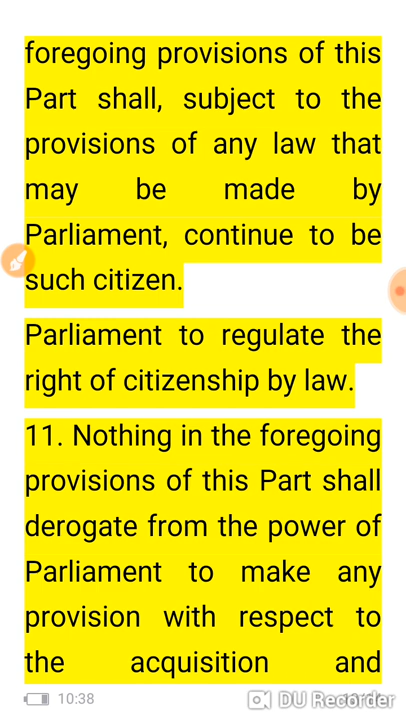 foregoing provisions of this
Part shall, subject to the
provisions of any law that
may be made by
Parliament, continue to be
such citizen.
Parliament to regulate the
right of citizenship by law.
11. Nothing in the foregoing
provisions of this Part shall
derogate from the power of
Parliament to make any
provision with respect to
the acquisition and
10:38 DU Recorder